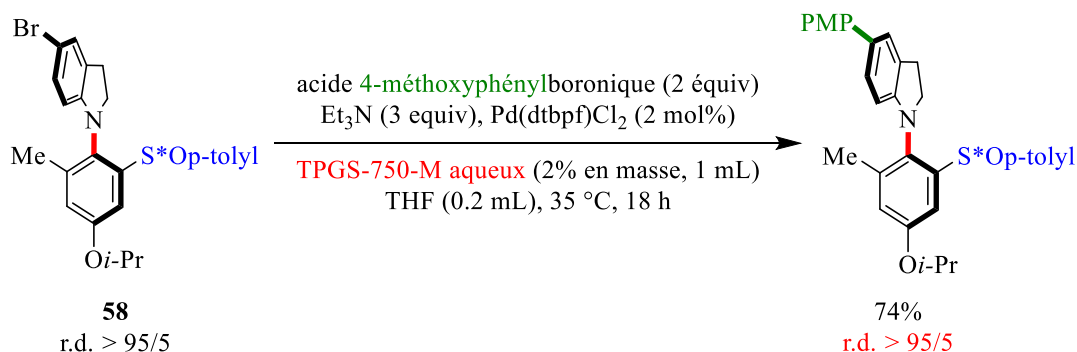 Br
N
Me
S*Op-tolyl
Oi-Pr
58
r.d. > 95/5
acide 4-méthoxyphénylboronique (2 équiv)
Et₃N (3 equiv), Pd(dtbpf)Cl₂ (2 mol%)
TPGS-750-M aqueux (2% en masse, 1 mL)
THF (0.2 mL), 35 °C, 18 h
PMP
N
Me
S*Op-tolyl
Oi-Pr
74%
r.d. > 95/5